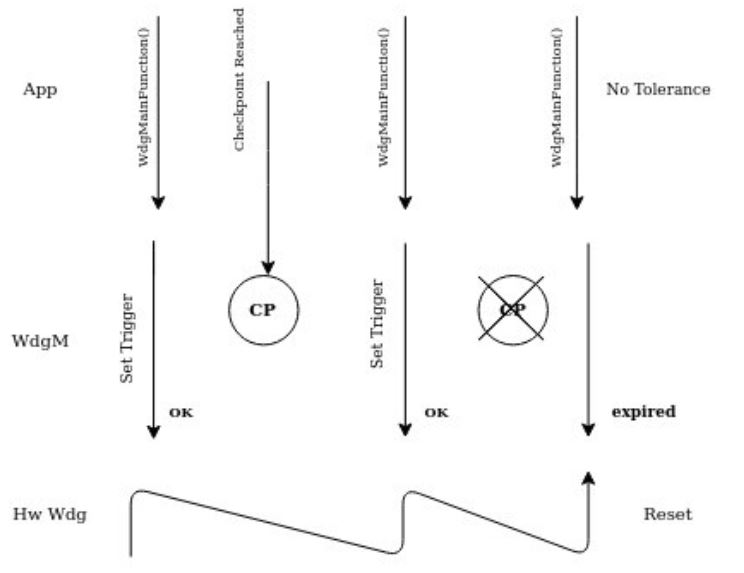 WdgMainFunction()
Checkpoint Reached
WdgMainFunction()
WdgMainFunction()
App
No Tolerance
CP
CP
Set Trigger
Set Trigger
WdgM
OK
OK
expired
Hw Wdg
Reset